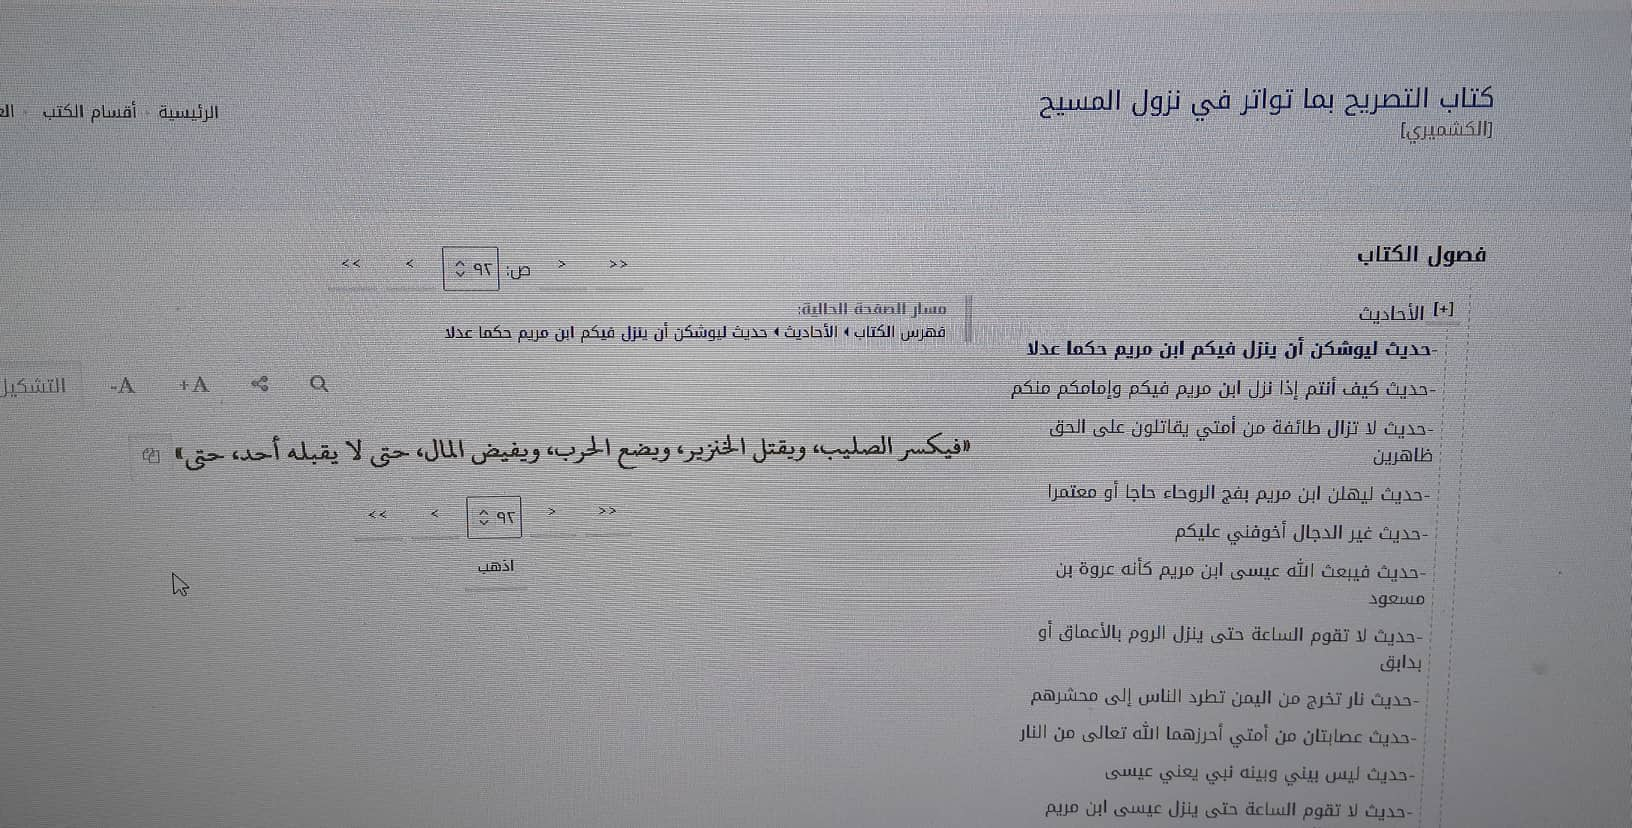 كتاب التصريح بما تواتر في نزول المسيح
[الكشميري]
الرئيسية
أقسام الكتب
فصول الكتاب
[+] الأحاديث
-حديث ليوشكن أن ينزل فيكم ابن مريم حكما عدلا
-حديث كيف أنتم إذا نزل ابن مريم فيكم وإمامكم منكم
-حديث لا تزال طائفة من أمتي يقاتلون على الحق
ظاهرين
-حديث ليهلن ابن مريم بفج الروحاء حاجا أو معتمرا
-حديث غير الدجال أخوفني عليكم
-حديث فيبعث الله عيسى ابن مريم كأنه عروة بن
مسعود
-حديث لا تقوم الساعة حتى ينزل الروم بالأعماق أو
بدابق
-حديث نار تخرج من اليمن تطرد الناس إلى محشرهم
-حديث عصابتان من أمتي أحرزهما الله تعالى من النار
-حديث ليس بيني وبينه نبي يعني عيسى
-حديث لا تقوم الساعة حتى ينزل عيسى ابن مريم
<< < ص: ٩٢ > >>
مسار الصفحة الحالية:
فهرس الكتاب الأحاديث حديث ليوشكن أن ينزل فيكم ابن مريم حكما عدلا
A+ A- التشكيل
«فيكسر الصليب، ويقتل الخنزير، ويضع الحرب، ويفيض المال، حتى لا يقبله أحد، حتى»
<< < ٩٢ > >>
اذهب